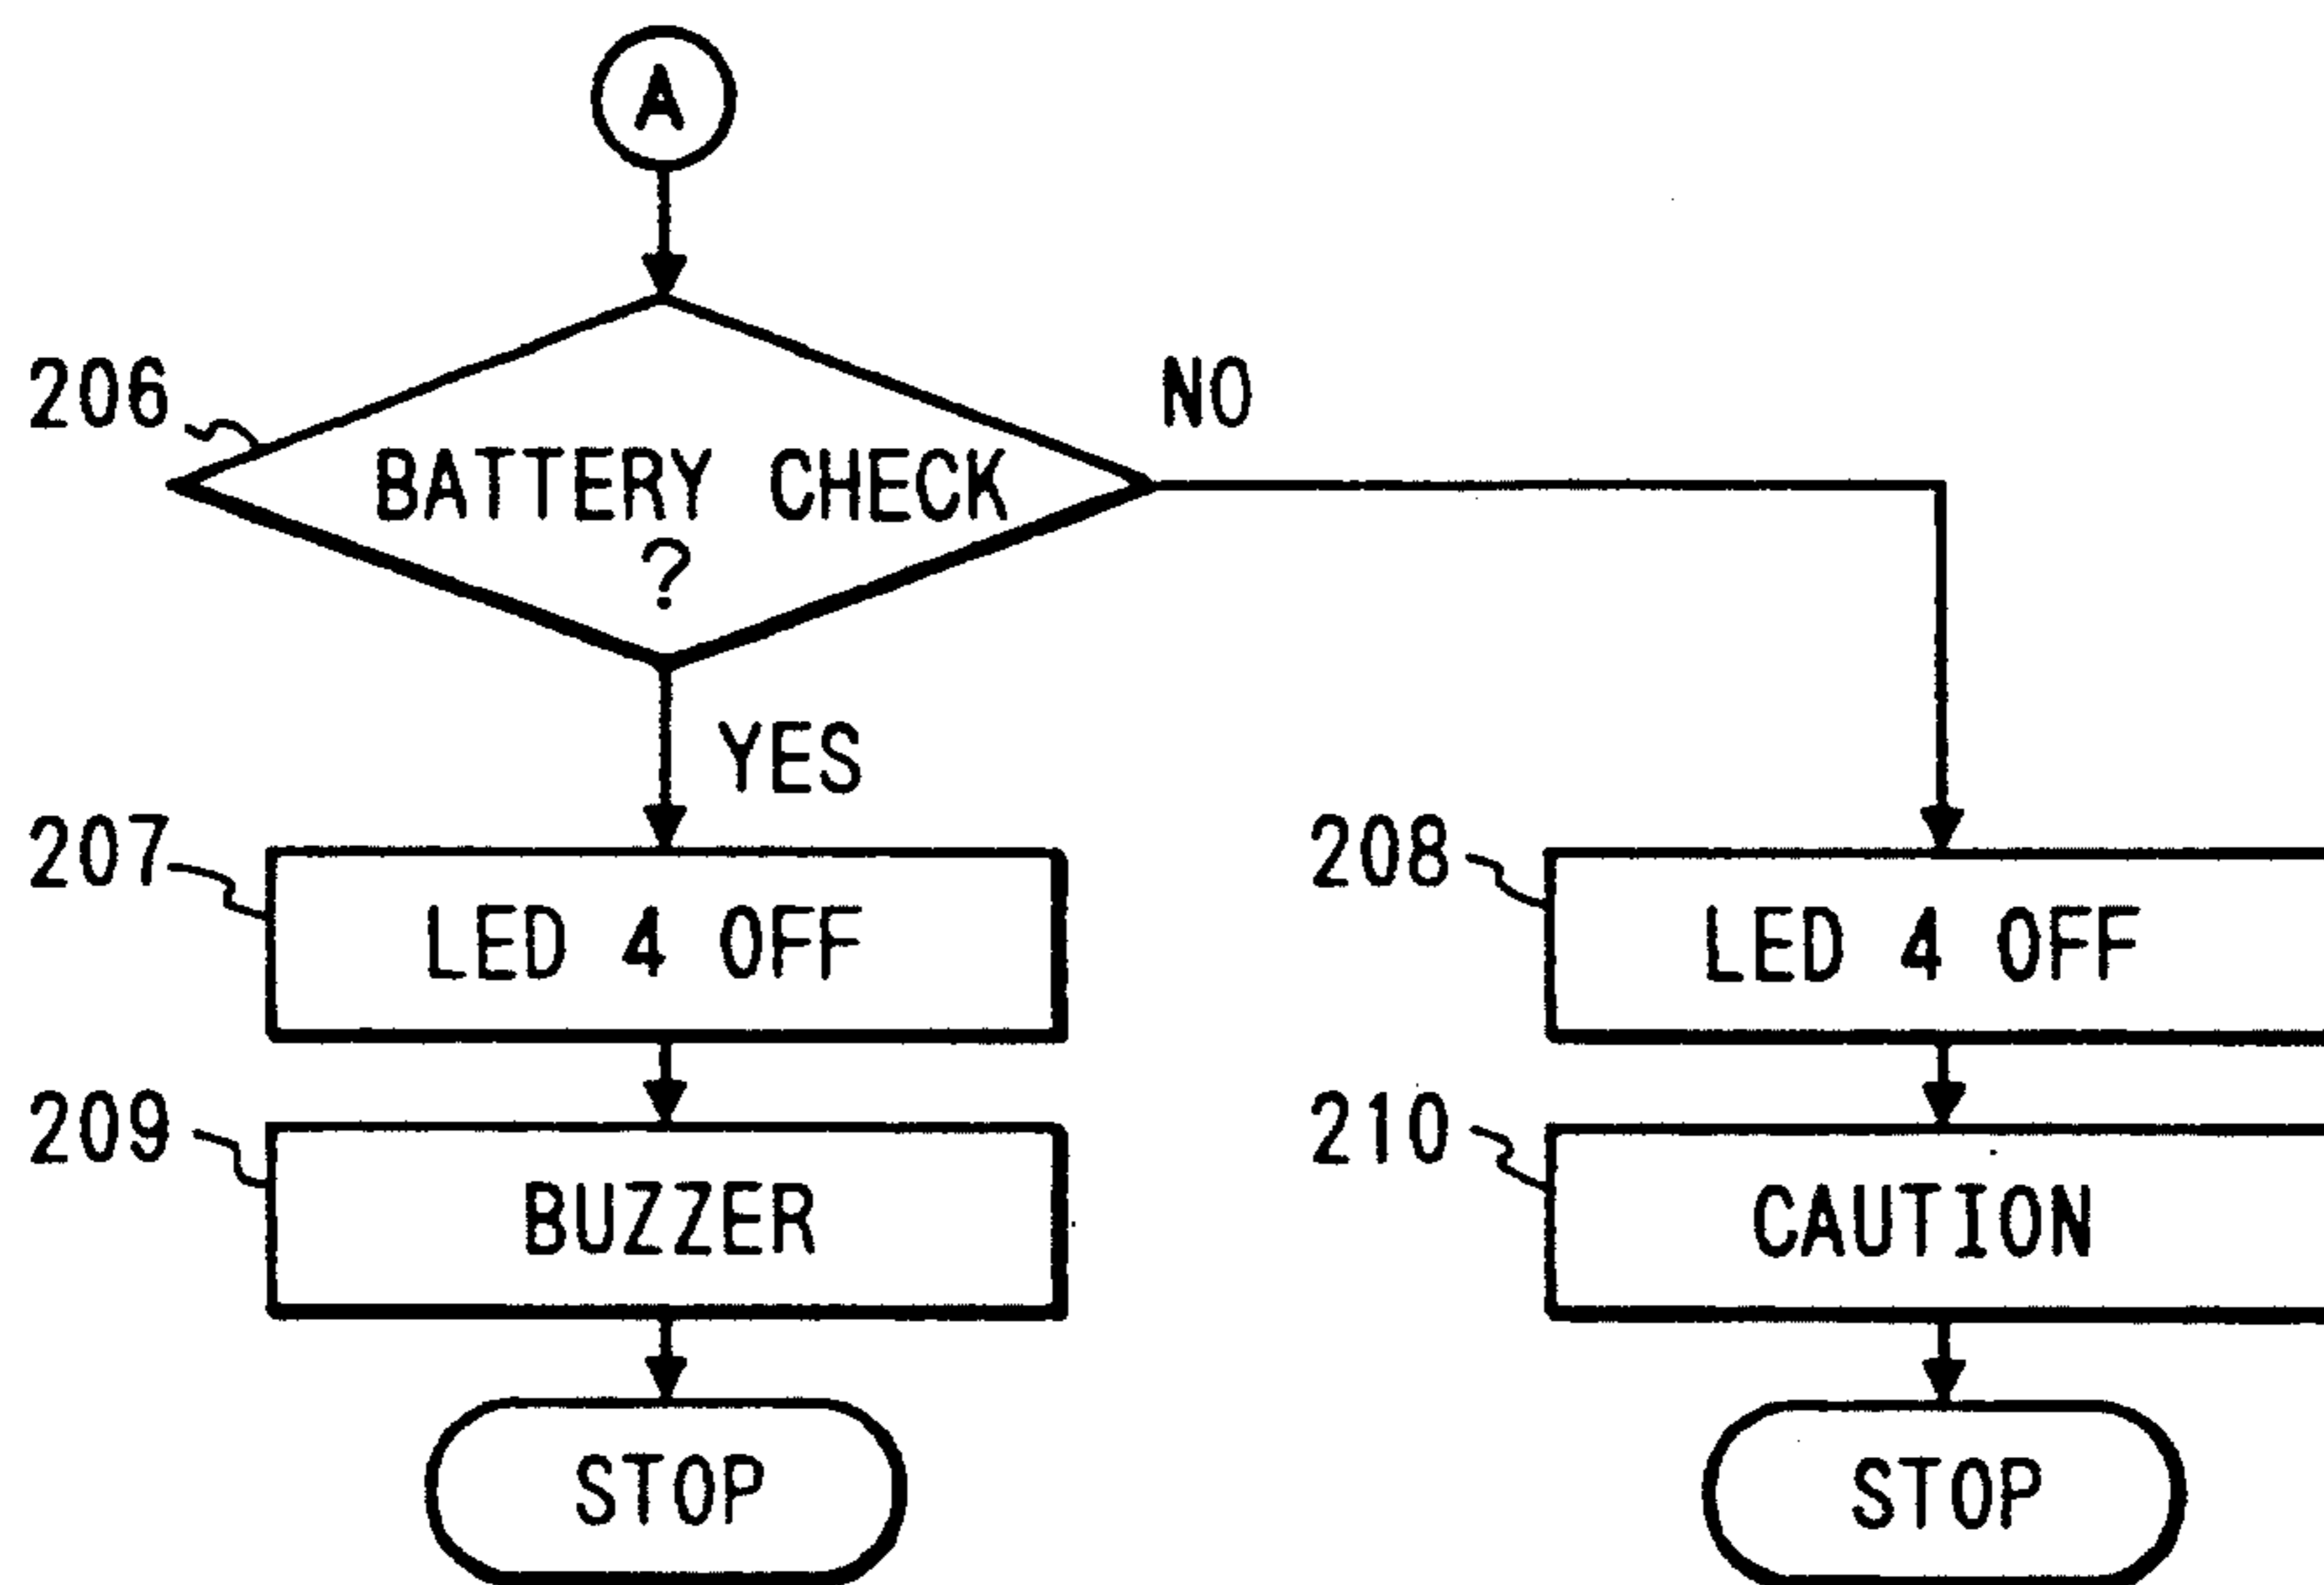 A
206
NO
BATTERY CHECK
?
YES
207
LED 4 OFF
208
LED 4 OFF
209
BUZZER
210
CAUTION
STOP
STOP